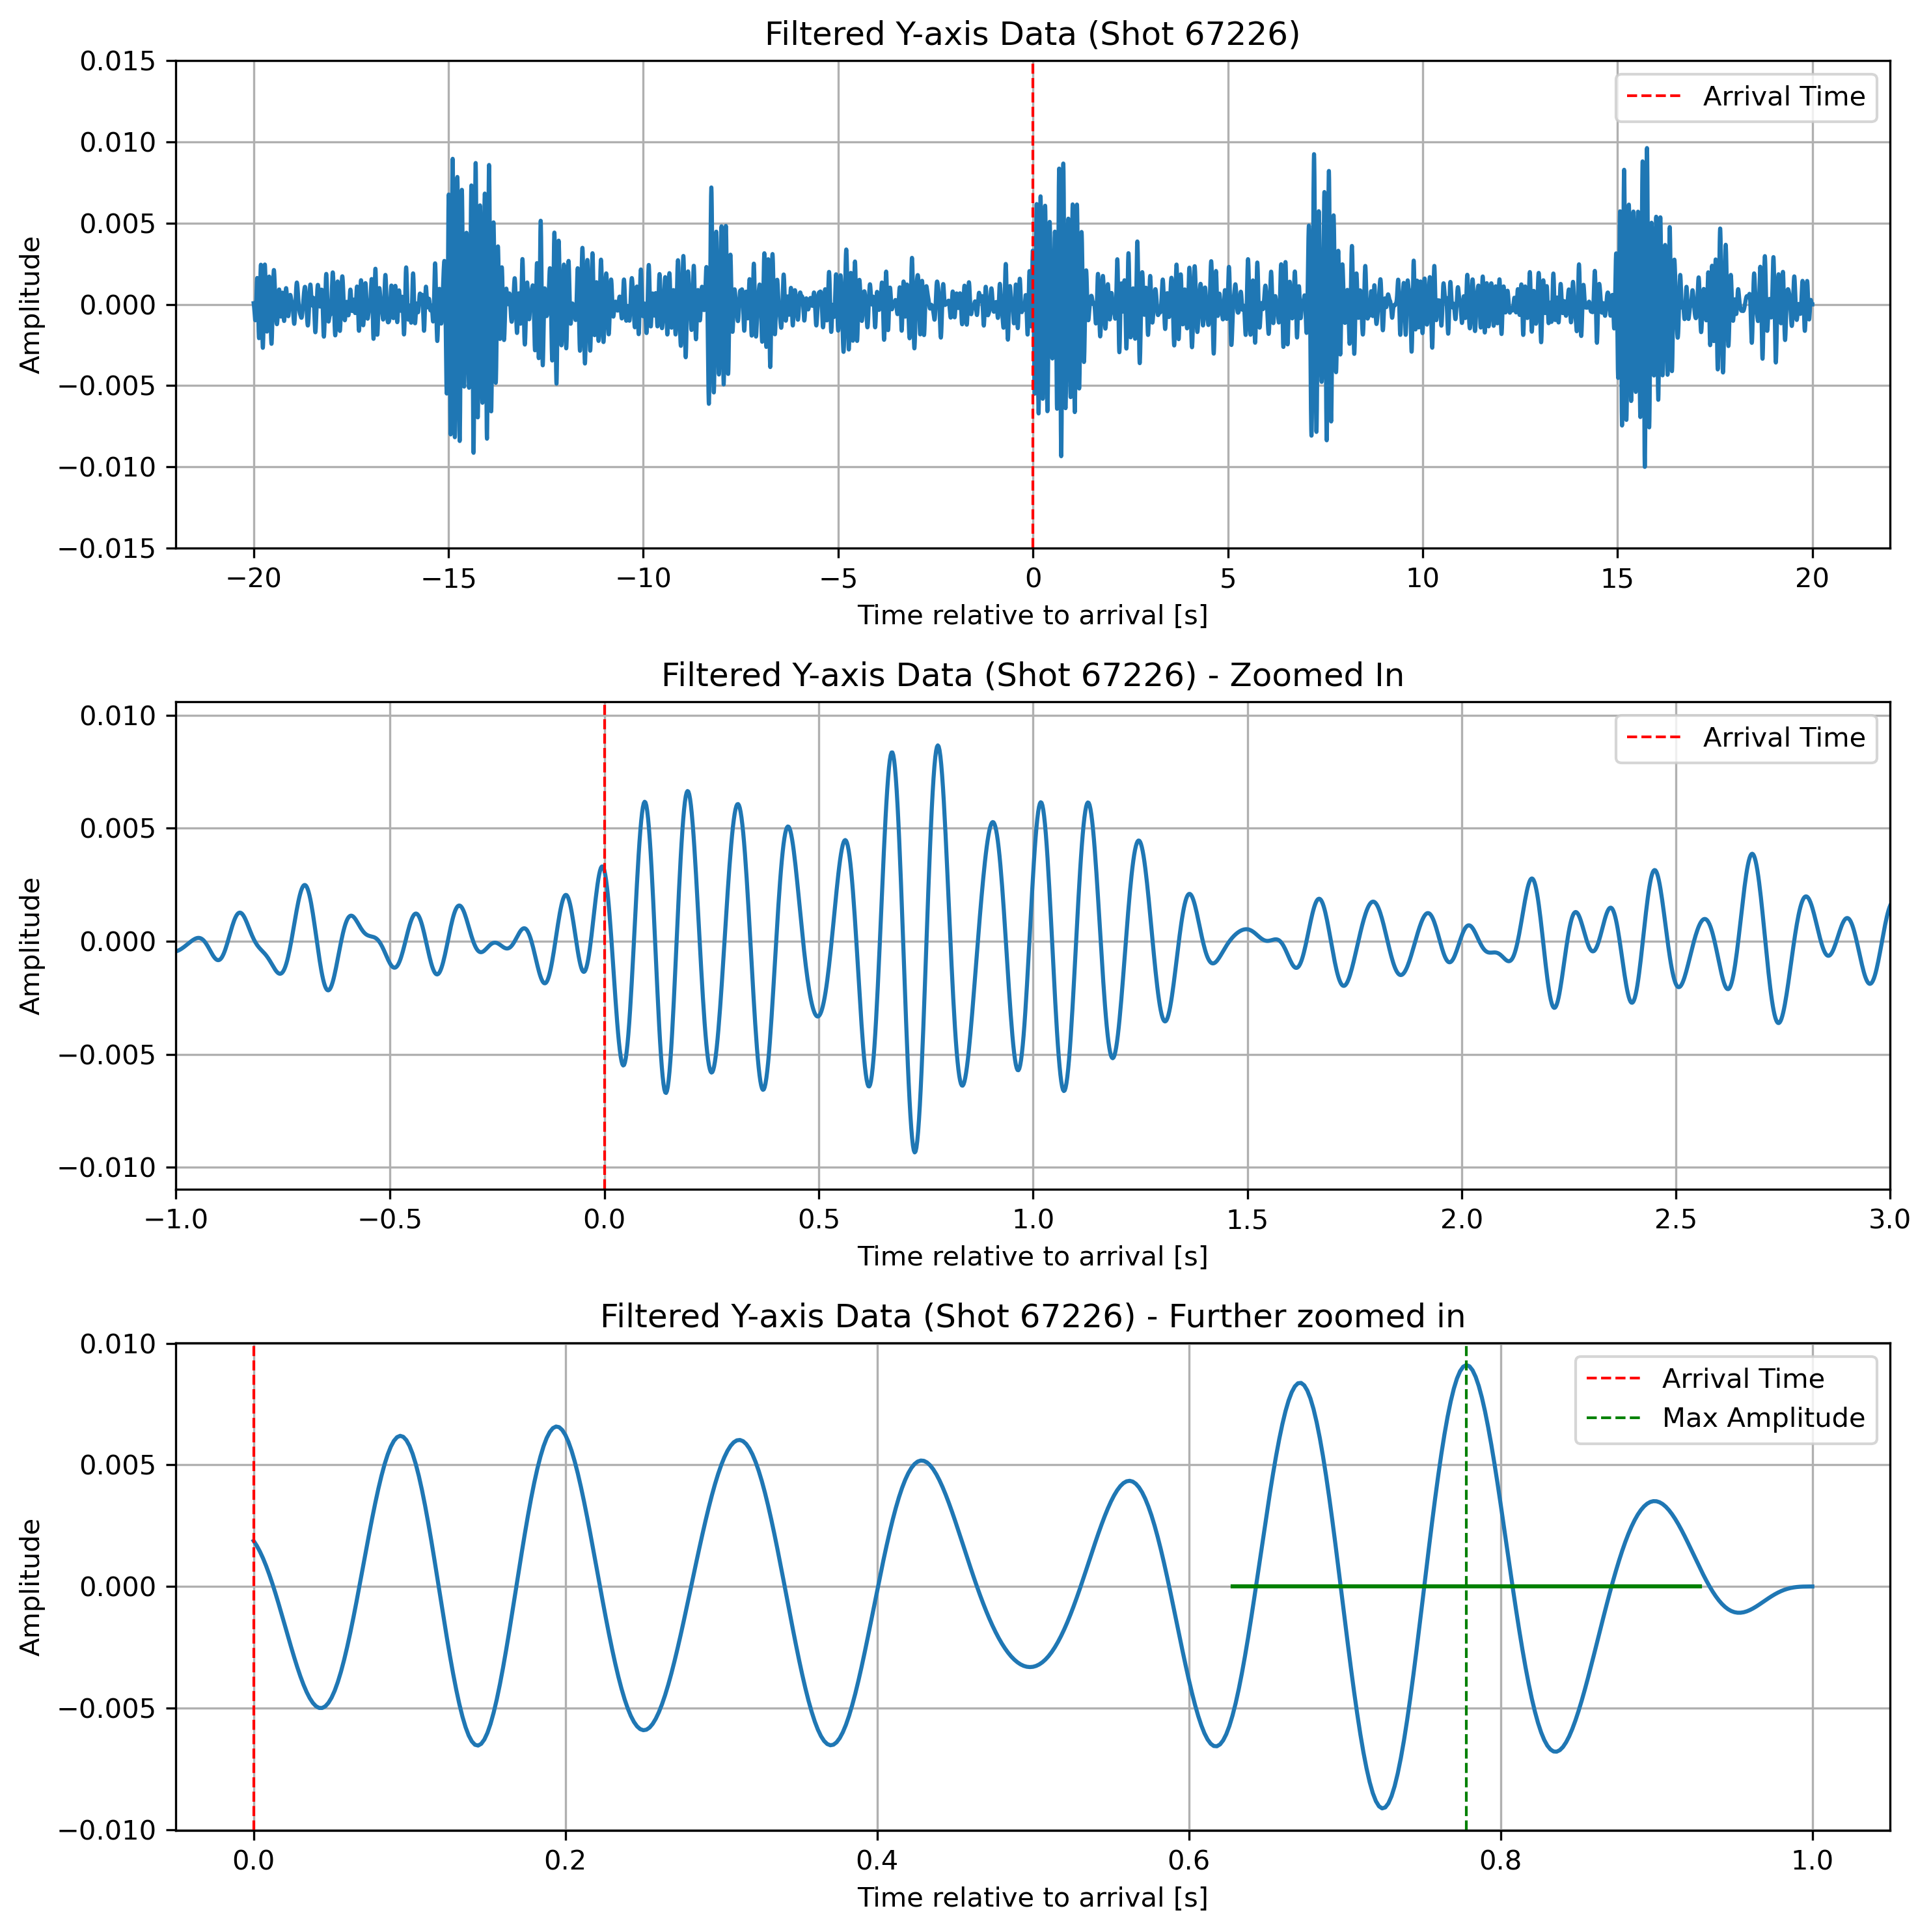 Filtered Y-axis Data (Shot 67226)
0.015
0.010
0.005
0.000
−0.005
−0.010
−0.015
Amplitude
Arrival Time
−20 −15 −10 −5 0 5 10 15 20
Time relative to arrival [s]
Filtered Y-axis Data (Shot 67226) - Zoomed In
0.010
0.005
0.000
−0.005
−0.010
Amplitude
Arrival Time
−1.0 −0.5 0.0 0.5 1.0 1.5 2.0 2.5 3.0
Time relative to arrival [s]
Filtered Y-axis Data (Shot 67226) - Further zoomed in
0.010
0.005
0.000
−0.005
−0.010
Amplitude
Arrival Time
Max Amplitude
0.0 0.2 0.4 0.6 0.8 1.0
Time relative to arrival [s]